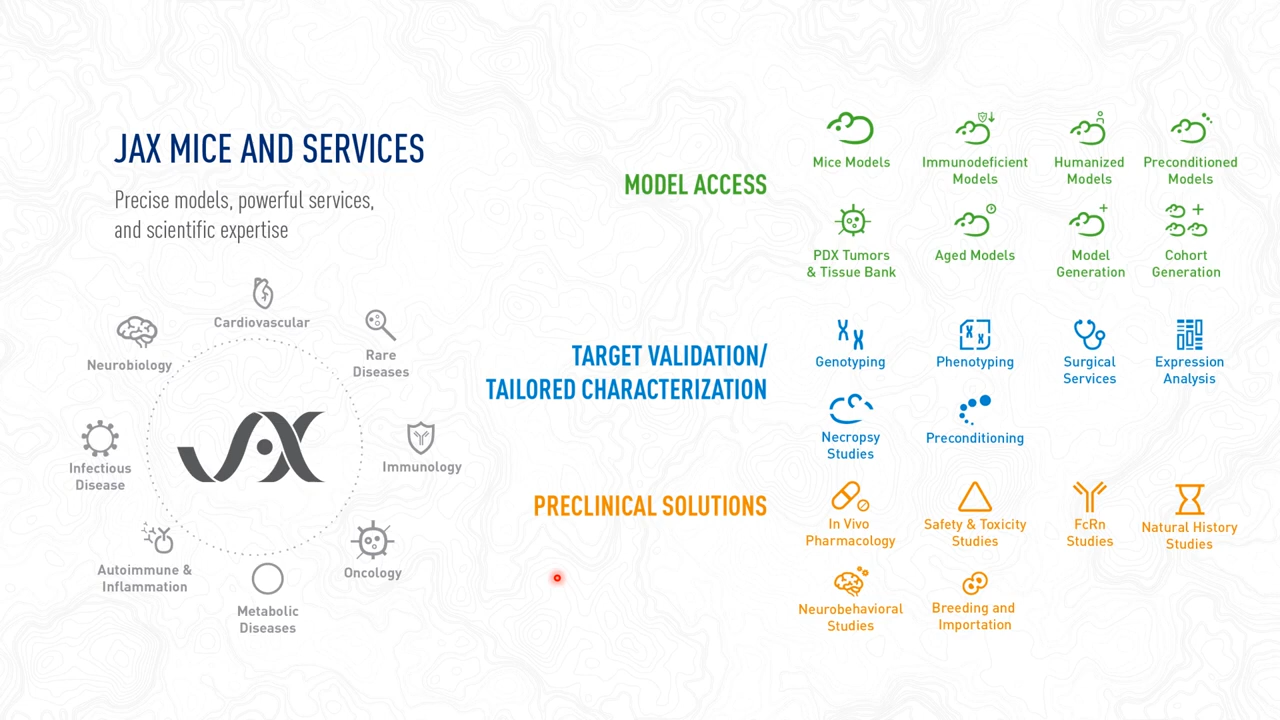 JAX MICE AND SERVICES
Precise models, powerful services,
and scientific expertise
Cardiovascular
Rare
Diseases
Immunology
Oncology
Metabolic
Diseases
Autoimmune &
Inflammation
Infectious
Disease
Neurobiology
JAX
MODEL ACCESS
Mice Models
Immunodeficient
Models
Humanized
Models
Preconditioned
Models
PDX Tumors
& Tissue Bank
Aged Models
Model
Generation
Cohort
Generation
TARGET VALIDATION/
TAILORED CHARACTERIZATION
Genotyping
Phenotyping
Surgical
Services
Expression
Analysis
Necropsy
Studies
Preconditioning
PRECLINICAL SOLUTIONS
In Vivo
Pharmacology
Safety & Toxicity
Studies
FcRn
Studies
Natural History
Studies
Neurobehavioral
Studies
Breeding and
Importation